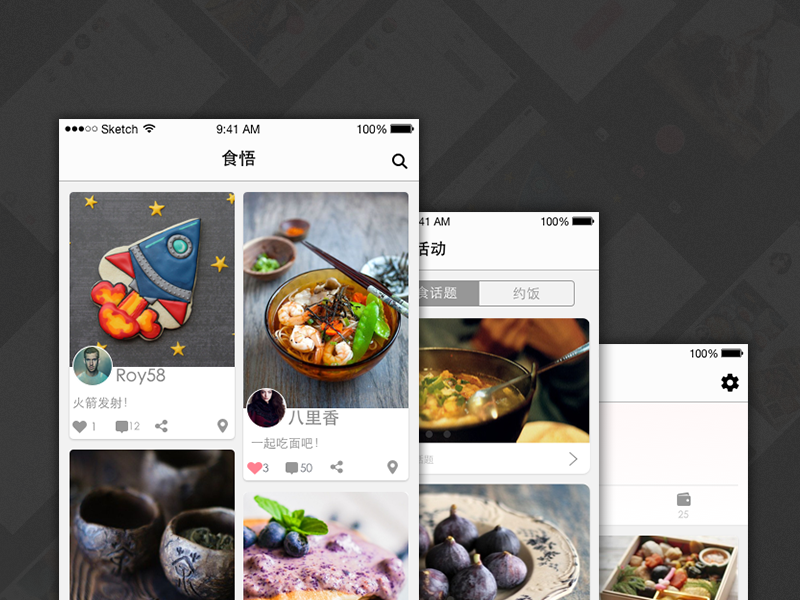 Sketch 9:41 AM 100%
食悟
Roy58
火箭发射！
1 12
八里香
一起吃面吧！
3 50
41 AM 100%
活动
食话题 约饭
话题
100%
25